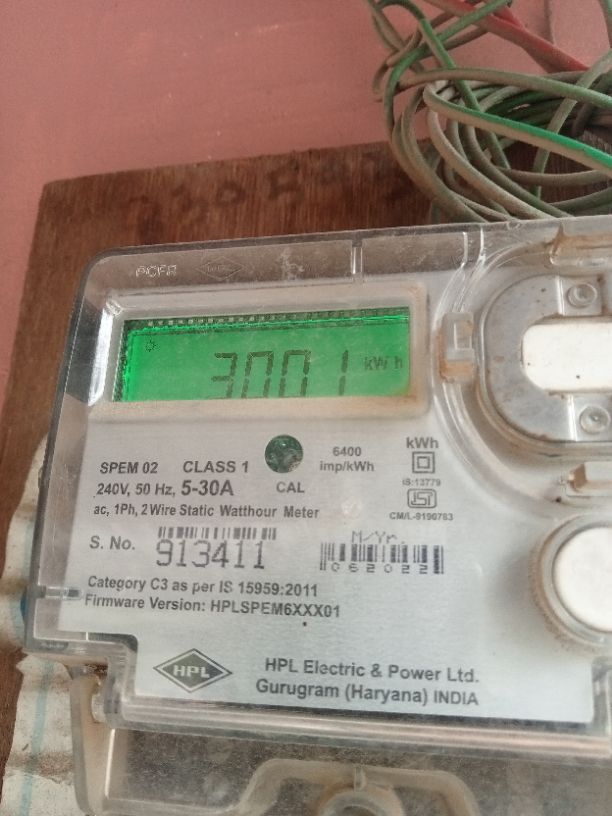 3001 kWh
SPEM 02 CLASS 1
240V, 50 Hz, 5-30A
ac, 1Ph, 2Wire Static Watthour Meter
CAL
6400
imp/kWh
kWh
IS:13779
CM/L-9190783
S. No. 913411
M/Yr.
062022
Category C3 as per IS 15959:2011
Firmware Version: HPLSPEM6XXX01
HPL
HPL Electric & Power Ltd.
Gurugram (Haryana) INDIA